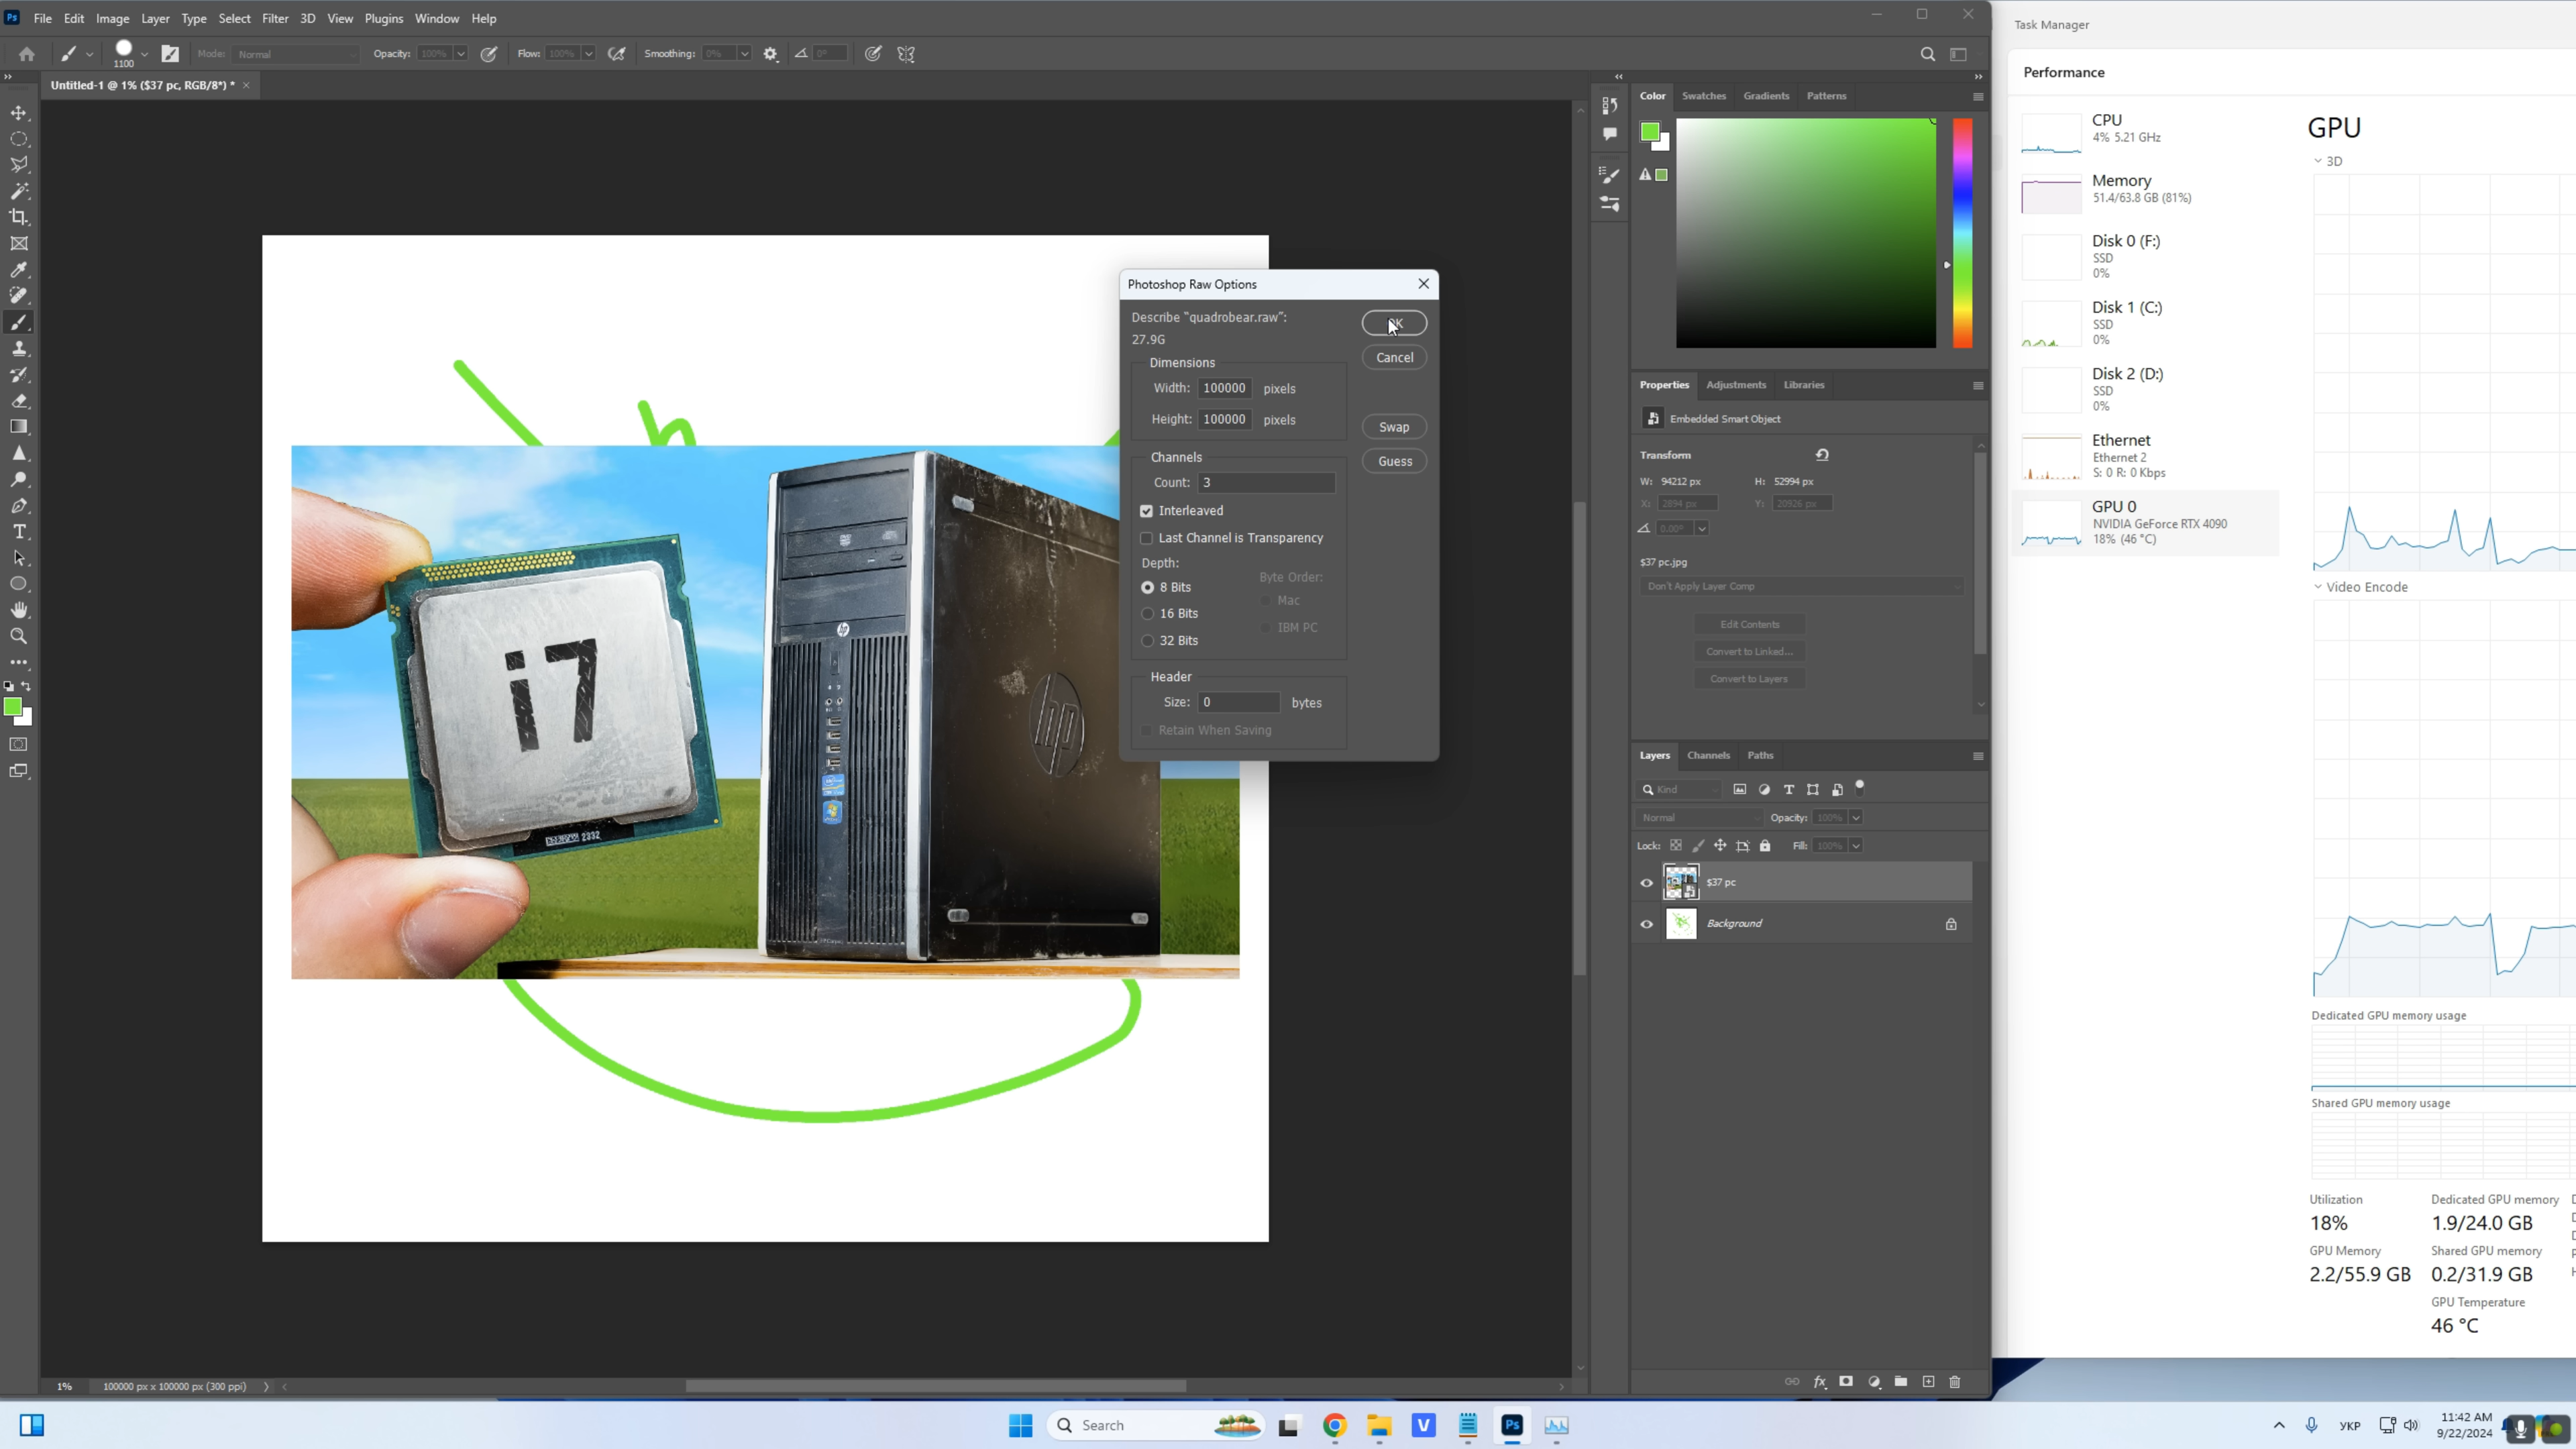 Ps File Edit Image Layer Type Select Filter 3D View Plugins Window Help
1100 Mode: Normal Opacity: 100% Flow: 100% Smoothing: 0% 0°
Untitled-1 @ 1% ($37 pc, RGB/8*) * ×
h
i7
2332
hp
hp
Photoshop Raw Options
Describe "quadrobear.raw":
27.9G
Dimensions
Width: 100000 pixels
Height: 100000 pixels
Channels
Count: 3
Interleaved
Last Channel is Transparency
Depth:
8 Bits
16 Bits
32 Bits
Byte Order:
Mac
IBM PC
Header
Size: 0 bytes
Retain When Saving
Cancel
Swap
Guess
Color Swatches Gradients Patterns
Properties Adjustments Libraries
Embedded Smart Object
Transform
W: 94212 px H: 52994 px
X: 2894 px Y: 20926 px
0.00°
$37 pc.jpg
Don't Apply Layer Comp
Edit Contents
Convert to Linked...
Convert to Layers
Layers Channels Paths
Kind
Normal Opacity: 100%
Lock: Fill: 100%
$37 pc
Background
1% 100000 px x 100000 px (300 ppi)
Task Manager
Performance
CPU
4% 5.21 GHz
Memory
51.4/63.8 GB (81%)
Disk 0 (F:)
SSD
0%
Disk 1 (C:)
SSD
0%
Disk 2 (D:)
SSD
0%
Ethernet
Ethernet 2
S: 0 R: 0 Kbps
GPU 0
NVIDIA GeForce RTX 4090
18% (46 °C)
GPU
3D
Video Encode
Dedicated GPU memory usage
Shared GPU memory usage
Utilization
18%
Dedicated GPU memory
1.9/24.0 GB
GPU Memory
2.2/55.9 GB
Shared GPU memory
0.2/31.9 GB
GPU Temperature
46 °C
Search
V
Ps
УКР
11:42 AM
9/22/2024